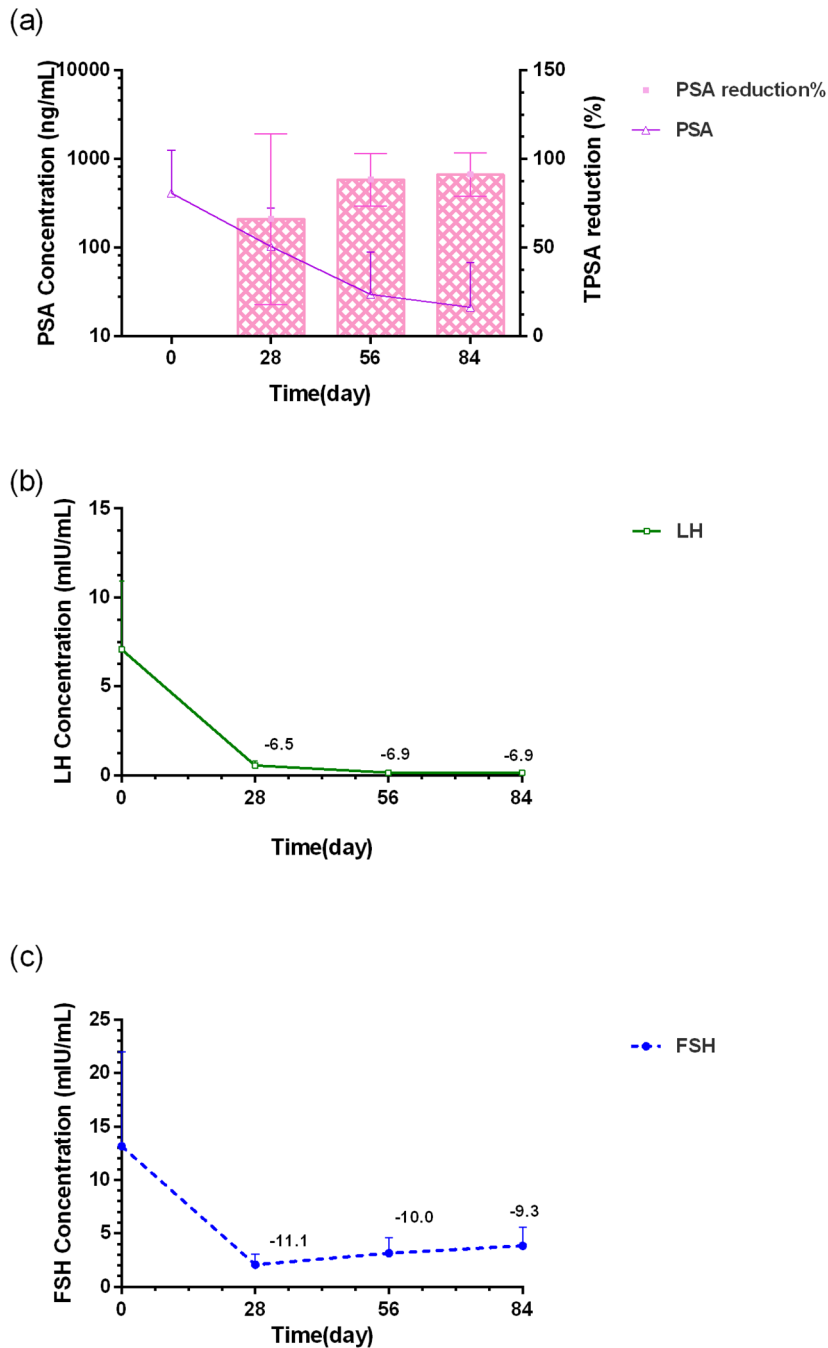 (a)
PSA Concentration (ng/mL)
10000
1000
100
10
150
100
50
0
TPSA reduction (%)
PSA reduction%
PSA
0 28 56 84
Time(day)
(b)
LH Concentration (mIU/mL)
15
10
5
0
LH
-6.5 -6.9 -6.9
0 28 56 84
Time(day)
(c)
FSH Concentration (mIU/mL)
25
20
15
10
5
0
FSH
-11.1 -10.0 -9.3
0 28 56 84
Time(day)